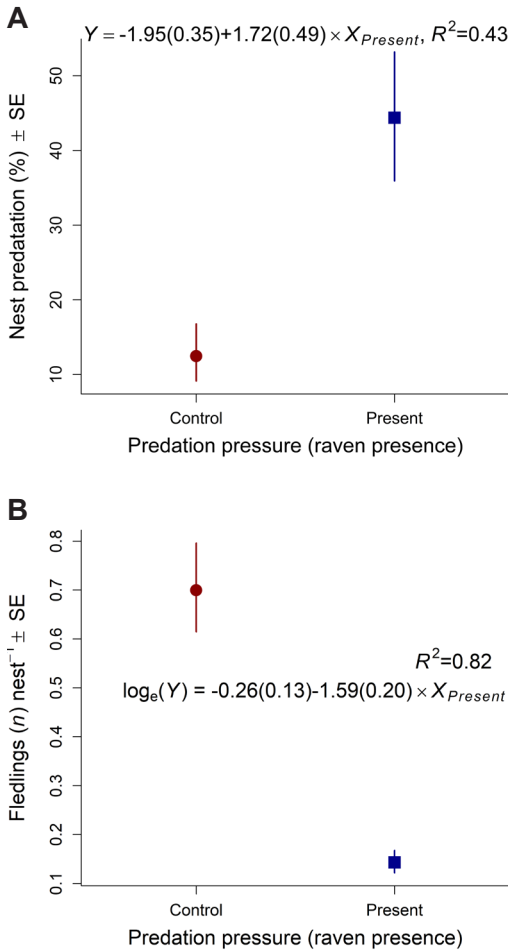 A
Y = -1.95(0.35)+1.72(0.49) × X_Present, R²=0.43
Nest predatation (%) ± SE
50
40
30
20
10
Control Present
Predation pressure (raven presence)
B
Fledlings (n) nest⁻¹ ± SE
0.8
0.7
0.6
0.5
0.4
0.3
0.2
0.1
R²=0.82
logₑ(Y) = -0.26(0.13)-1.59(0.20) × X_Present
Control Present
Predation pressure (raven presence)